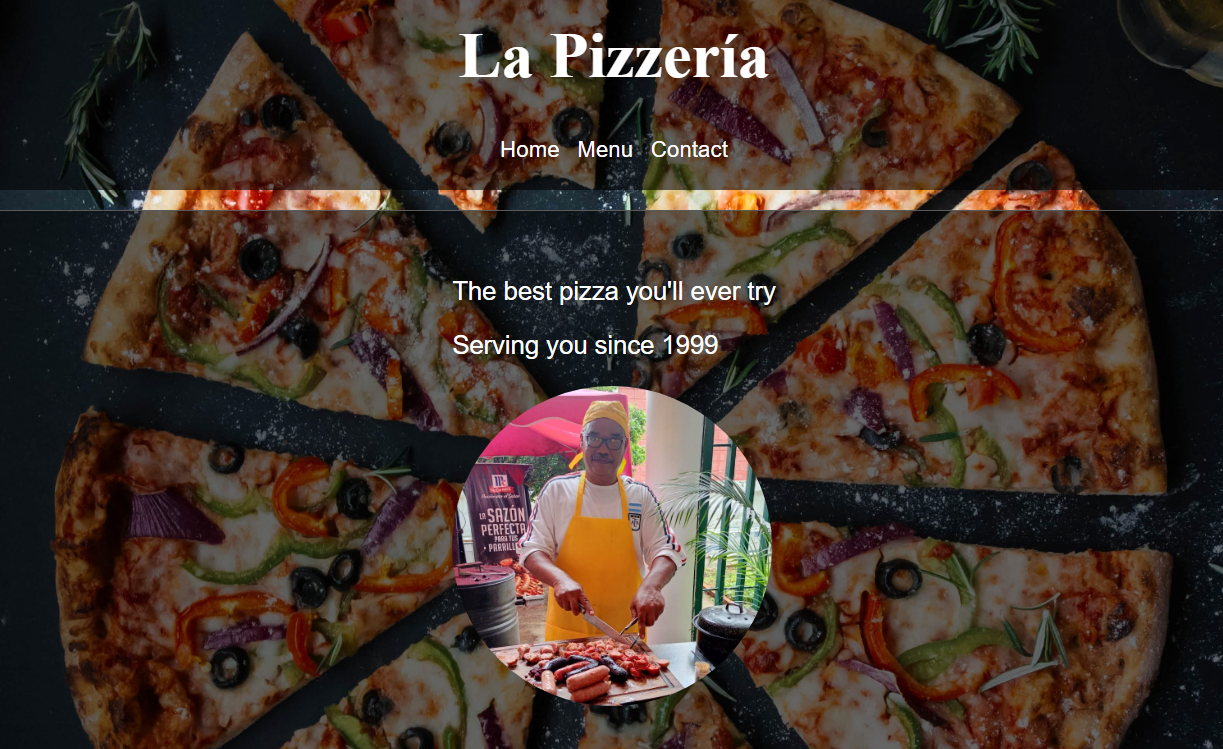 La Pizzería
Home Menu Contact
The best pizza you'll ever try
Serving you since 1999
LA
SAZÓN
PERFECTA
PARA TUS
PARRILLA